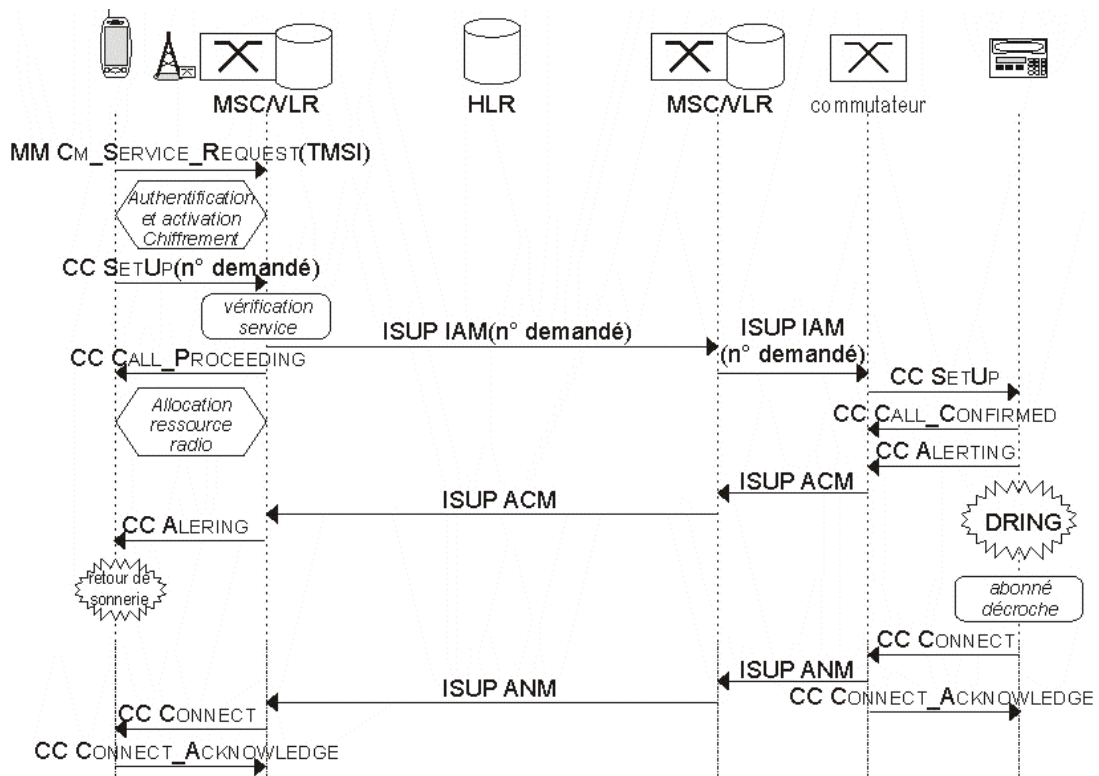 MSC/VLR
HLR
MSC/VLR
commutateur
MM CM_SERVICE_REQUEST(TMSI)
Authentification
et activation
Chiffrement
CC SETUP(n° demandé)
vérification
service
ISUP IAM(n° demandé)
ISUP IAM
(n° demandé)
CC CALL_PROCEEDING
CC SETUP
Allocation
ressource
radio
CC CALL_CONFIRMED
CC ALERTING
ISUP ACM
ISUP ACM
CC ALERING
DRING
retour de
sonnerie
abonné
décroche
CC CONNECT
ISUP ANM
ISUP ANM
CC CONNECT_ACKNOWLEDGE
CC CONNECT
CC CONNECT_ACKNOWLEDGE